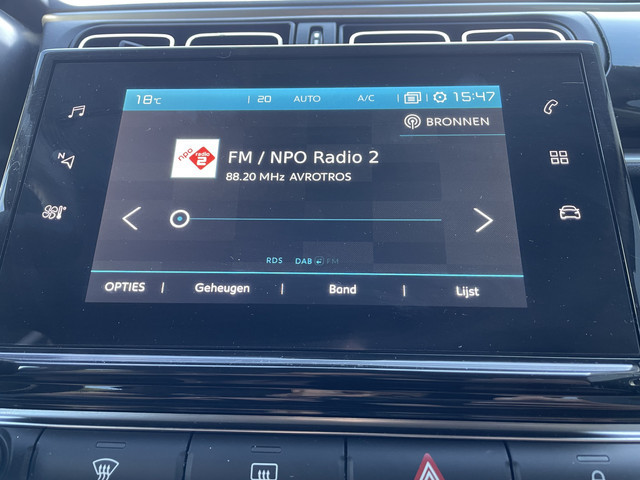 18°C 20 AUTO A/C 15:47
BRONNEN
npo radio 2
FM / NPO Radio 2
88.20 MHz AVROTROS
N
RDS DAB FM
OPTIES | Geheugen | Band | Lijst